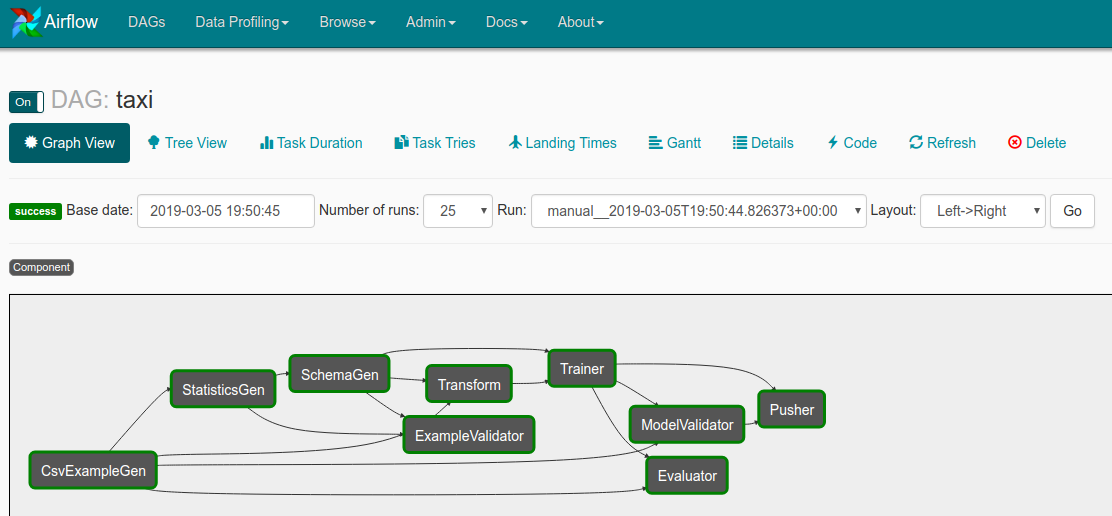 Airflow DAGs Data Profiling Browse Admin Docs About
On DAG: taxi
Graph View Tree View Task Duration Task Tries Landing Times Gantt Details Code Refresh Delete
success Base date: 2019-03-05 19:50:45 Number of runs: 25 Run: manual__2019-03-05T19:50:44.826373+00:00 Layout: Left->Right Go
Component
CsvExampleGen
StatisticsGen
SchemaGen
Transform
ExampleValidator
Trainer
ModelValidator
Evaluator
Pusher